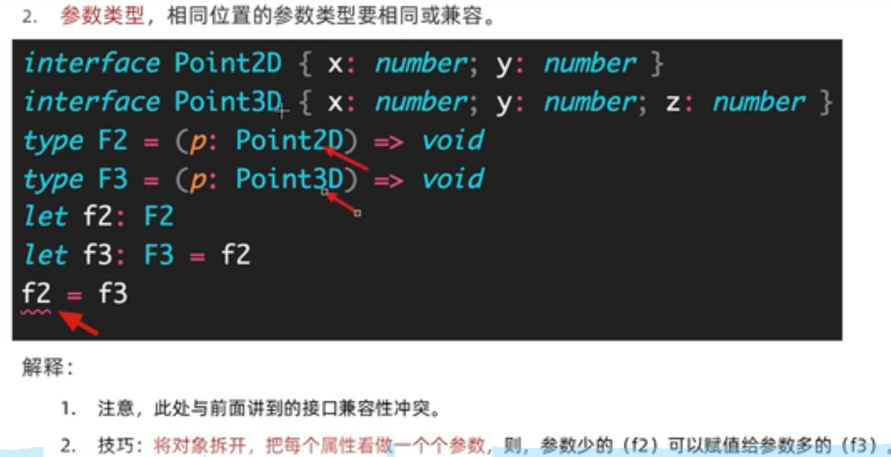 2. 参数类型，相同位置的参数类型要相同或兼容。
interface Point2D { x: number; y: number }
interface Point3D { x: number; y: number; z: number }
type F2 = (p: Point2D) => void
type F3 = (p: Point3D) => void
let f2: F2
let f3: F3 = f2
f2 = f3
解释：
1. 注意，此处与前面讲到的接口兼容性冲突。
2. 技巧：将对象拆开，把每个属性看做一个个参数，则，参数少的（f2）可以赋值给参数多的（f3）。